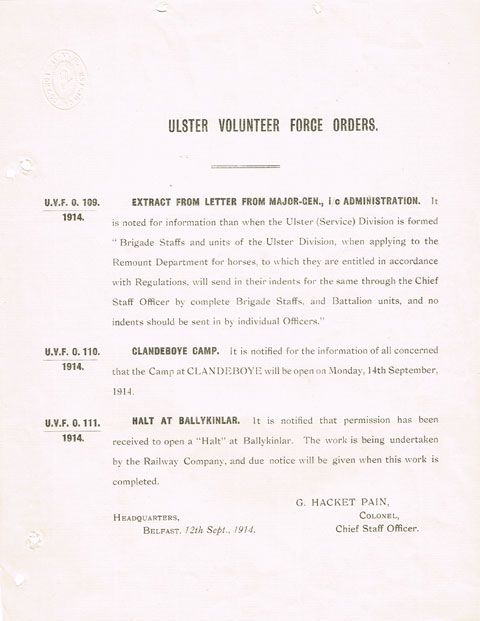 ULSTER VOLUNTEER FORCE ORDERS.
U.V.F. O. 109.
1914.
EXTRACT FROM LETTER FROM MAJOR-GEN., i/c ADMINISTRATION. It
is noted for information than when the Ulster (Service) Division is formed
" Brigade Staffs and units of the Ulster Division, when applying to the
Remount Department for horses, to which they are entitled in accordance
with Regulations, will send in their indents for the same through the Chief
Staff Officer by complete Brigade Staffs, and Battalion units, and no
indents should be sent in by individual Officers."
U.V.F. O. 110.
1914.
CLANDEBOYE CAMP. It is notified for the information of all concerned
that the Camp at CLANDEBOYE will be open on Monday, 14th September,
1914.
U.V.F. O. 111.
1914.
HALT AT BALLYKINLAR. It is notified that permission has been
received to open a "Halt" at Ballykinlar. The work is being undertaken
by the Railway Company, and due notice will be given when this work is
completed.
G. HACKET PAIN,
COLONEL,
Chief Staff Officer.
HEADQUARTERS,
BELFAST, 12th Sept., 1914.